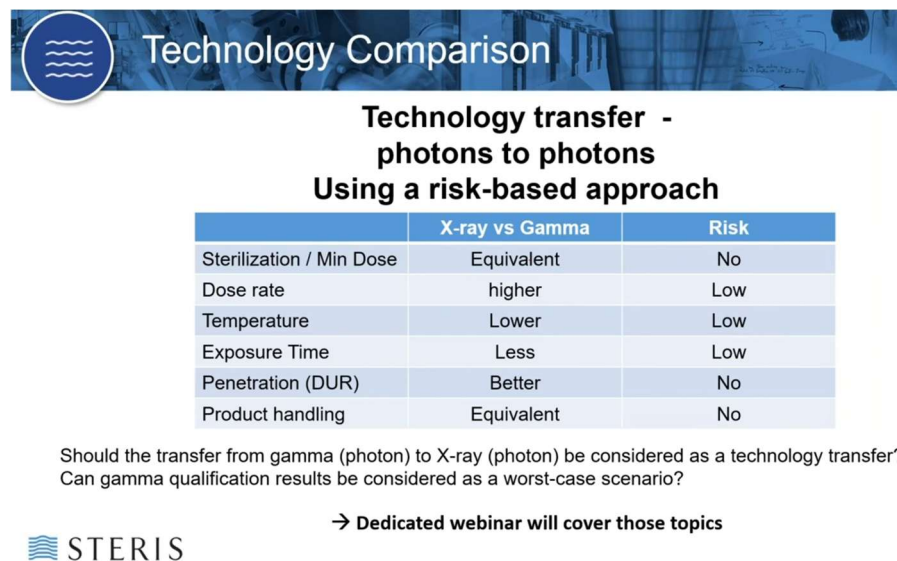 Technology Comparison
Technology transfer -
photons to photons
Using a risk-based approach
X-ray vs Gamma Risk
Sterilization / Min Dose Equivalent No
Dose rate higher Low
Temperature Lower Low
Exposure Time Less Low
Penetration (DUR) Better No
Product handling Equivalent No
Should the transfer from gamma (photon) to X-ray (photon) be considered as a technology transfer?
Can gamma qualification results be considered as a worst-case scenario?
→ Dedicated webinar will cover those topics
STERIS